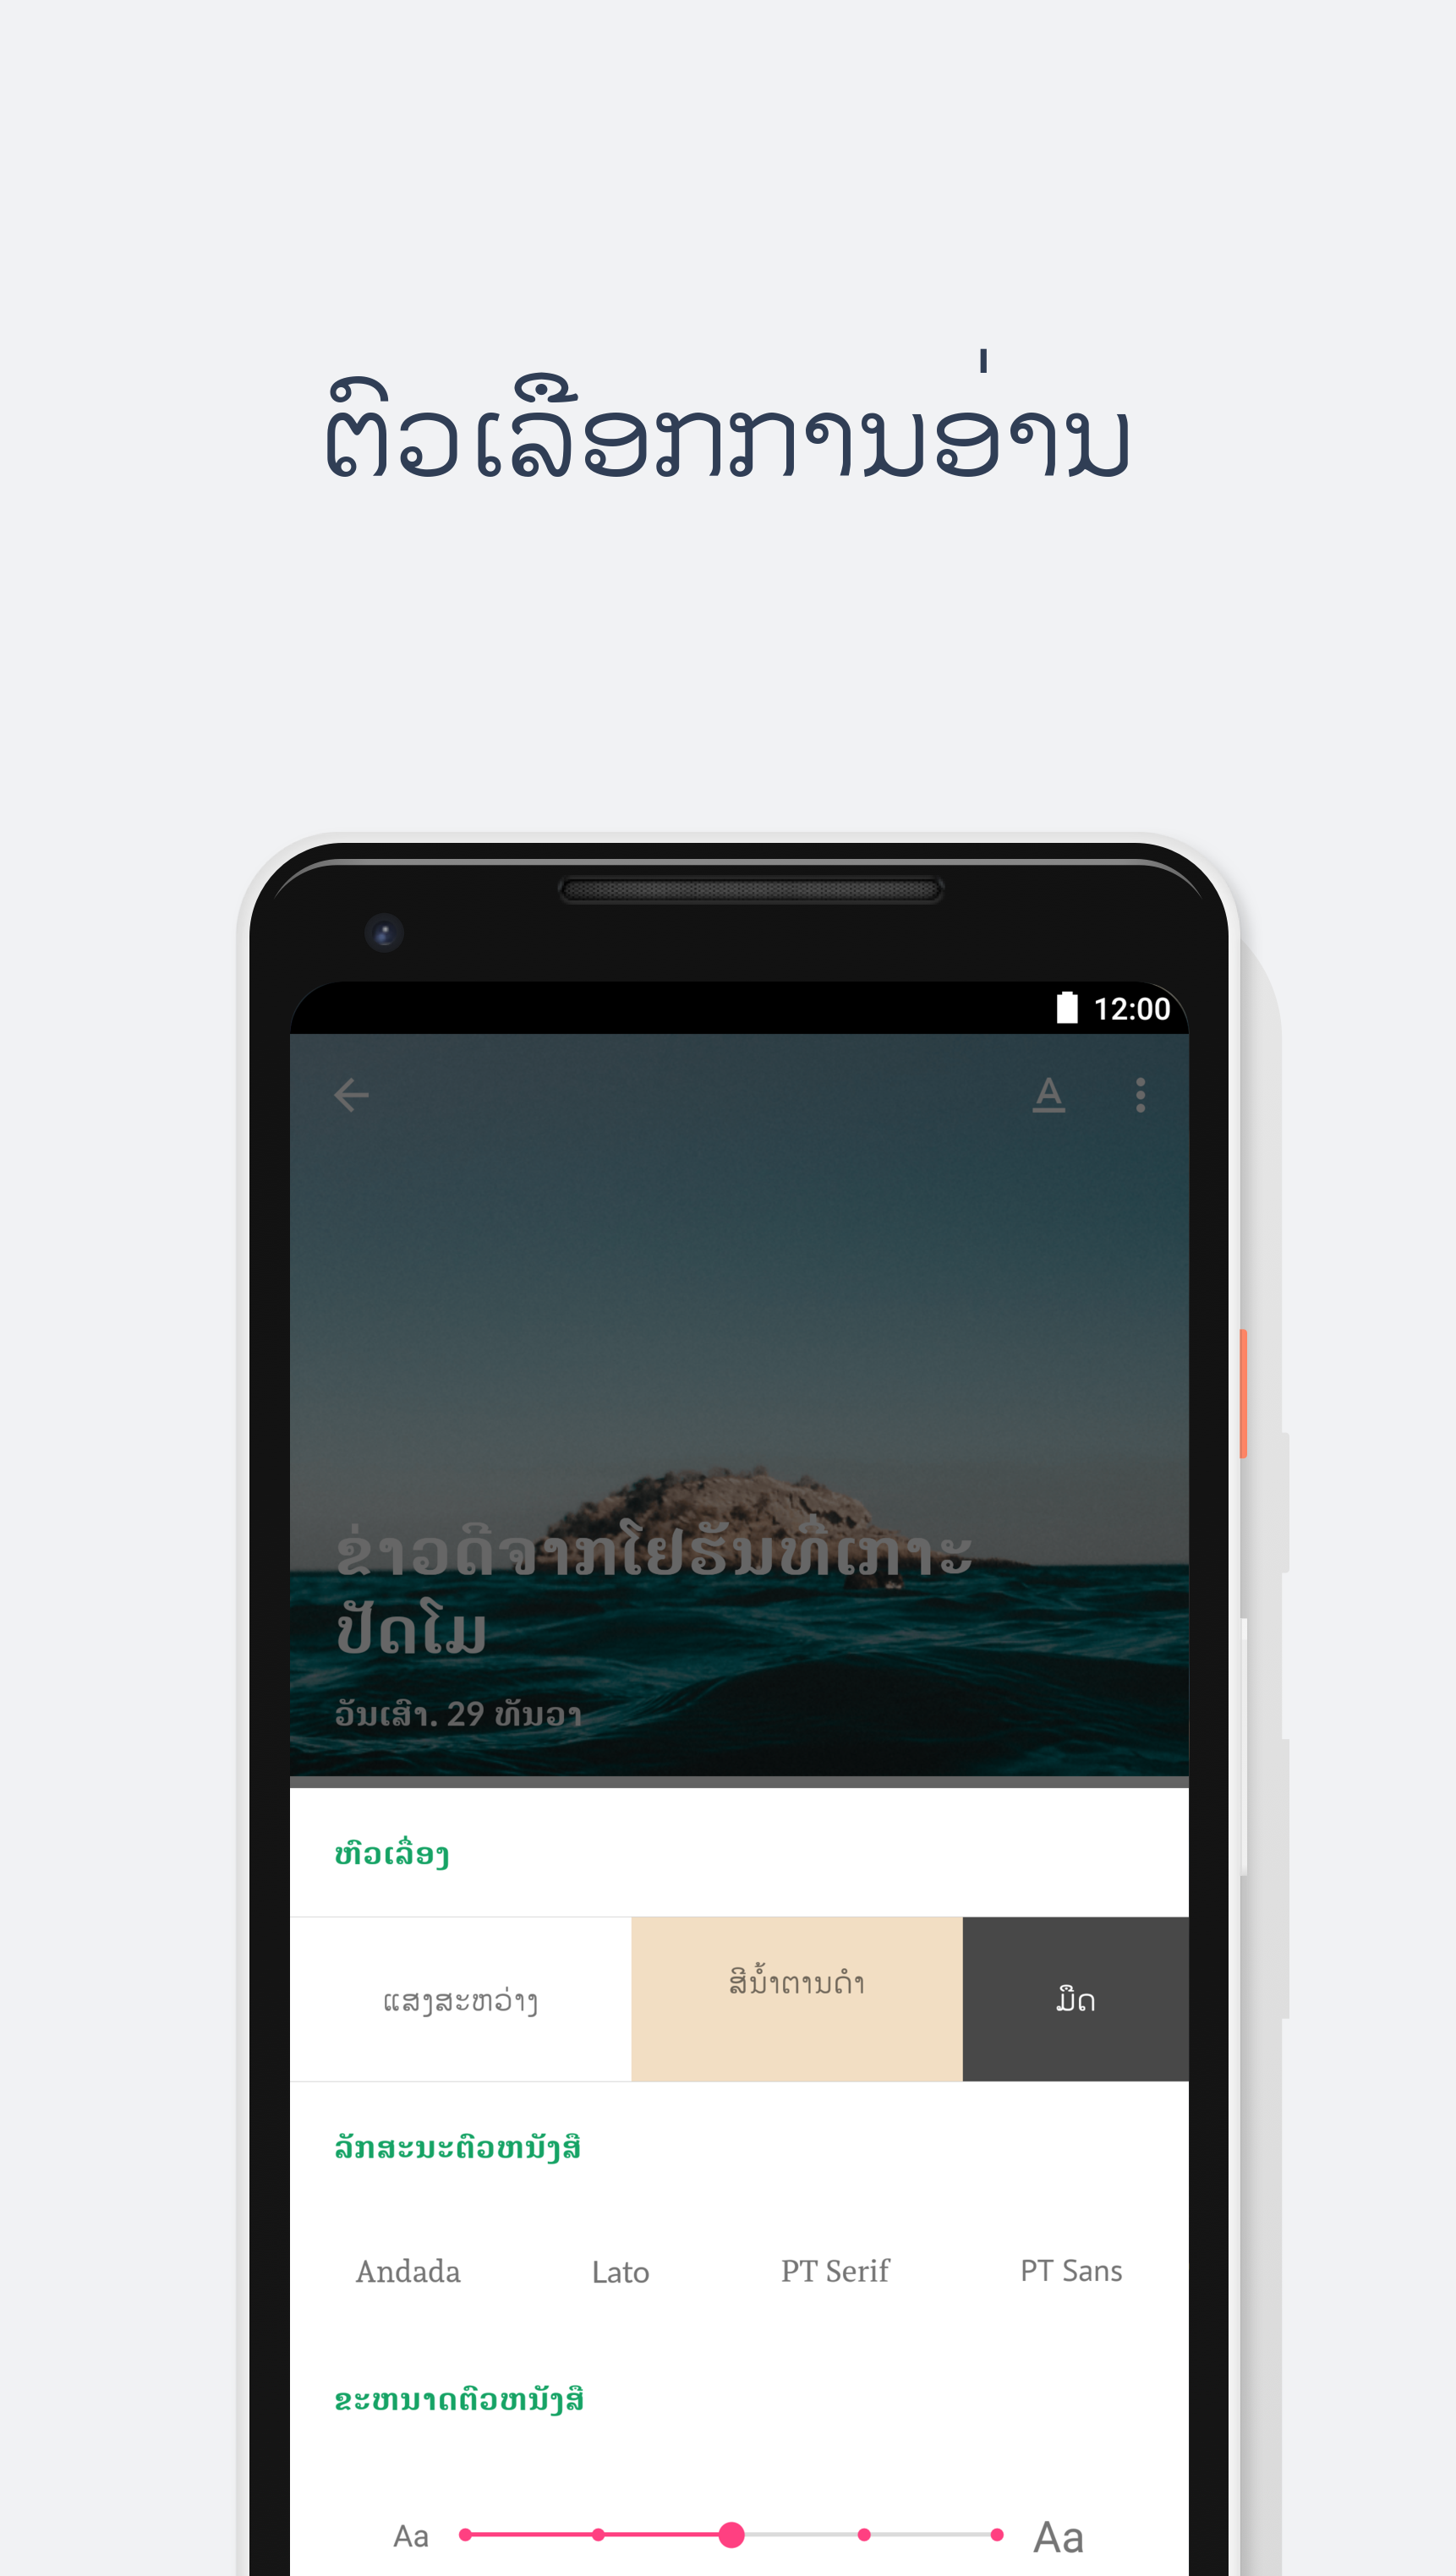 ຕົວເລືອກການອ່ານ
12:00
A
ຂ່າວດີຈາກໂຢຮັນທີ່ເກາະ
ປັດໂມ
ວັນເສົາ. 29 ທັນວາ
ຫົວເລື່ອງ
ແສງສະຫວ່າງ ສີນ້ຳຕານດຳ ມືດ
ລັກສະນະຕົວຫນັງສື
Andada Lato PT Serif PT Sans
ຂະຫນາດຕົວຫນັງສື
Aa Aa